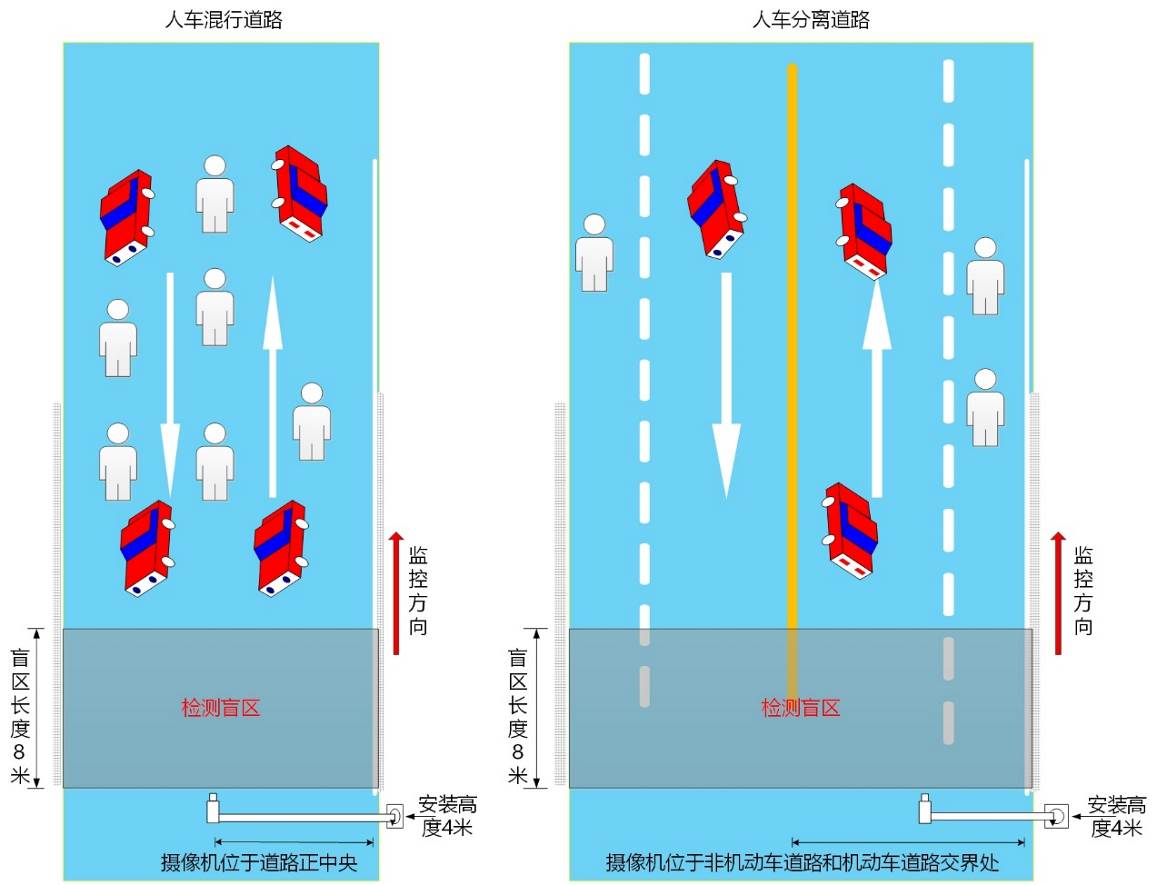 人车混行道路
人车分离道路
监控方向
监控方向
盲区长度8米
检测盲区
盲区长度8米
检测盲区
安装高
度4米
安装高
度4米
摄像机位于道路正中央
摄像机位于非机动车道路和机动车道路交界处